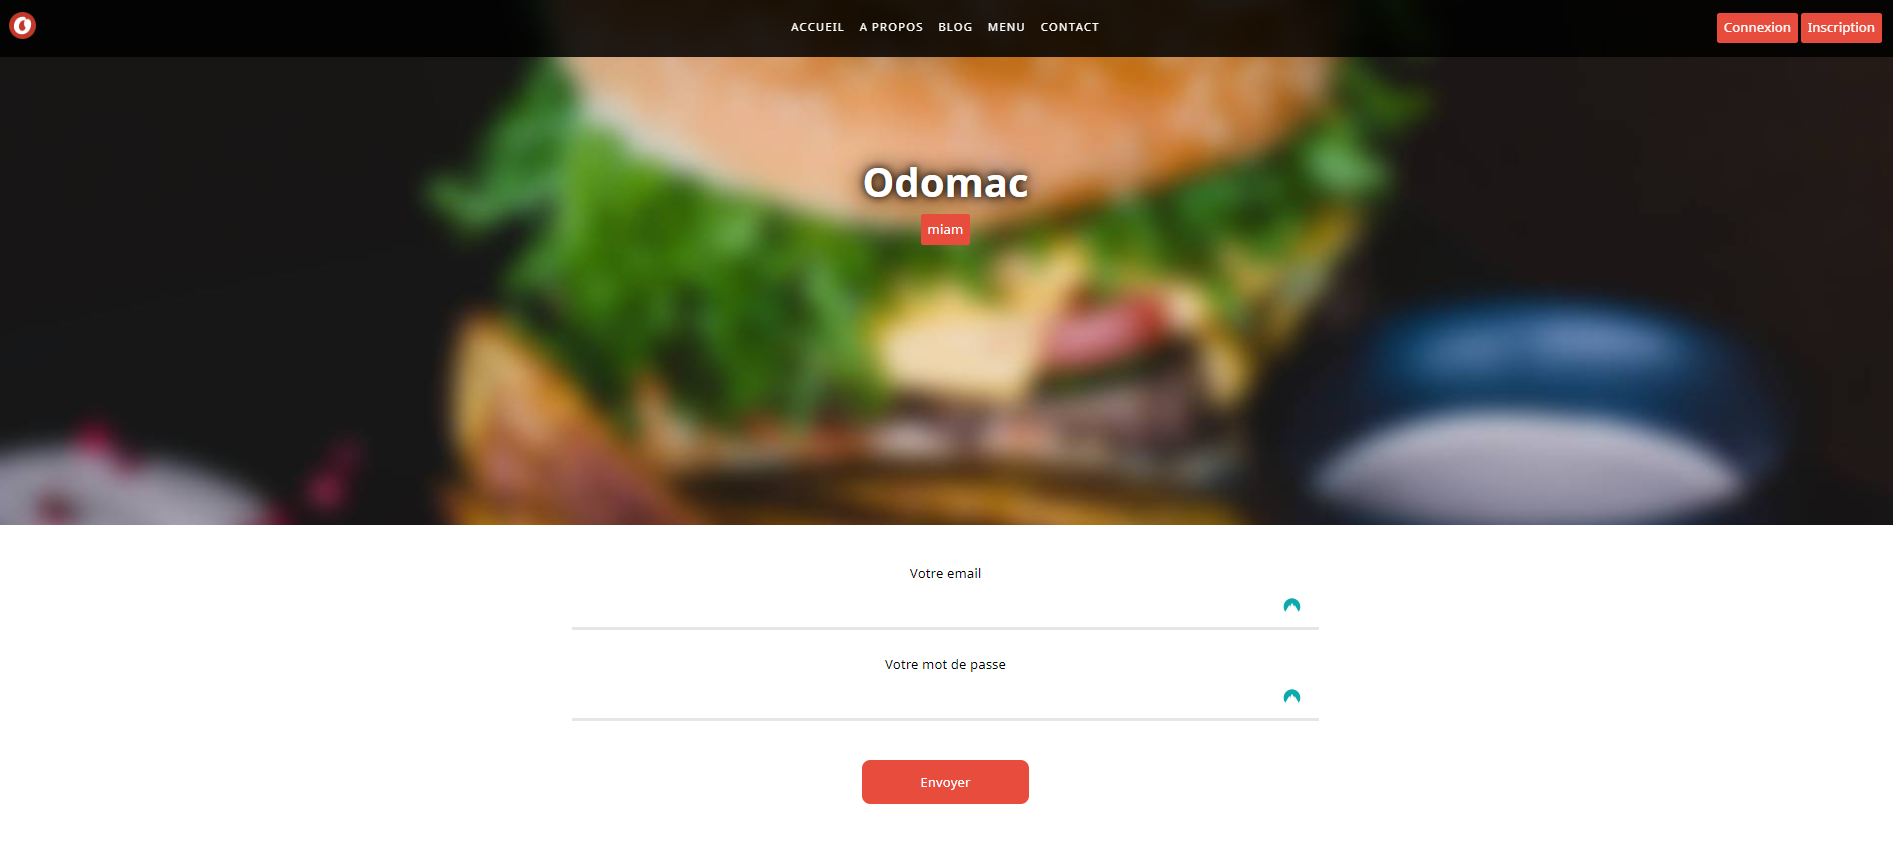 ACCUEIL A PROPOS BLOG MENU CONTACT
Connexion Inscription
Odomac
miam
Votre email
Votre mot de passe
Envoyer